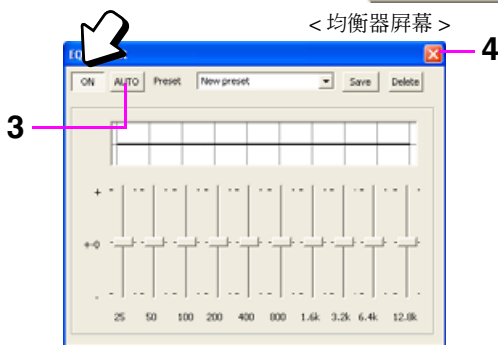 <均衡器屏幕>
4
ON AUTO Preset New preset Save Delete
3
+
+-0
-
25 50 100 200 400 800 1.6k 3.2k 6.4k 12.8k